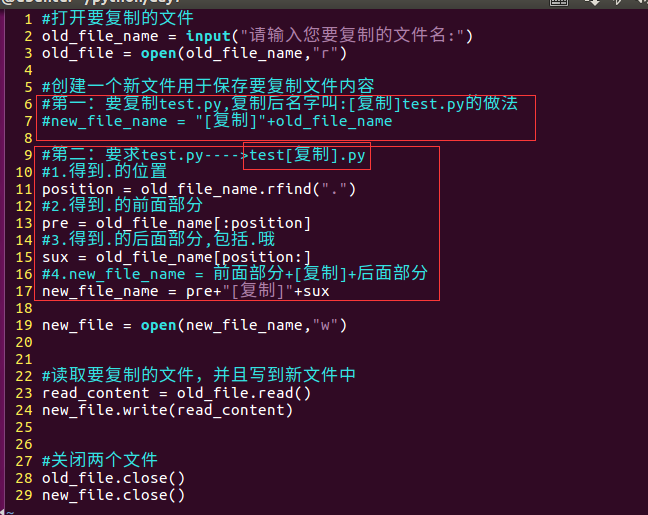 1 #打开要复制的文件
2 old_file_name = input("请输入您要复制的文件名:")
3 old_file = open(old_file_name,"r")
4
5 #创建一个新文件用于保存要复制文件内容
6 #第一：要复制test.py,复制后名字叫:[复制]test.py的做法
7 #new_file_name = "[复制]"+old_file_name
8
9 #第二：要求test.py---->test[复制].py
10 #1.得到.的位置
11 position = old_file_name.rfind(".")
12 #2.得到.的前面部分
13 pre = old_file_name[:position]
14 #3.得到.的后面部分,包括.哦
15 sux = old_file_name[position:]
16 #4.new_file_name = 前面部分+[复制]+后面部分
17 new_file_name = pre+"[复制]"+sux
18
19 new_file = open(new_file_name,"w")
20
21
22 #读取要复制的文件，并且写到新文件中
23 read_content = old_file.read()
24 new_file.write(read_content)
25
26
27 #关闭两个文件
28 old_file.close()
29 new_file.close()
~